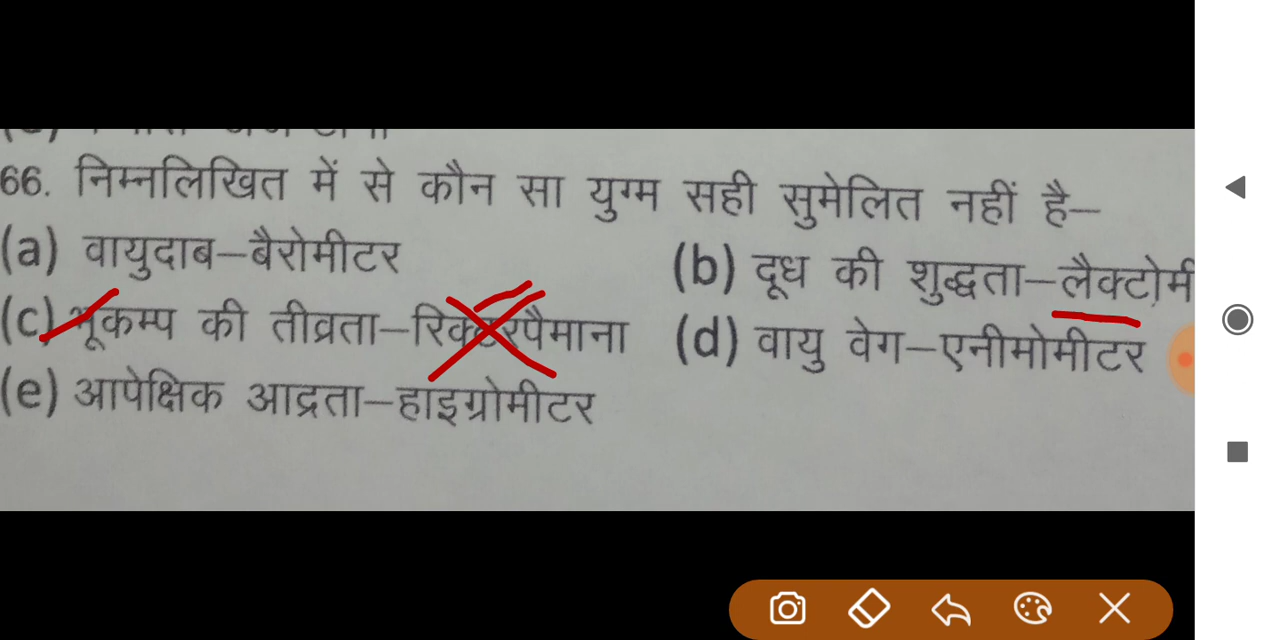 66. निम्नलिखित में से कौन सा युग्म सही सुमेलित नहीं है–
(a) वायुदाब–बैरोमीटर (b) दूध की शुद्धता–लैक्टोमी
(c) भूकम्प की तीव्रता–रिक्टरपैमाना (d) वायु वेग–एनीमोमीटर
(e) आपेक्षिक आद्रता–हाइग्रोमीटर